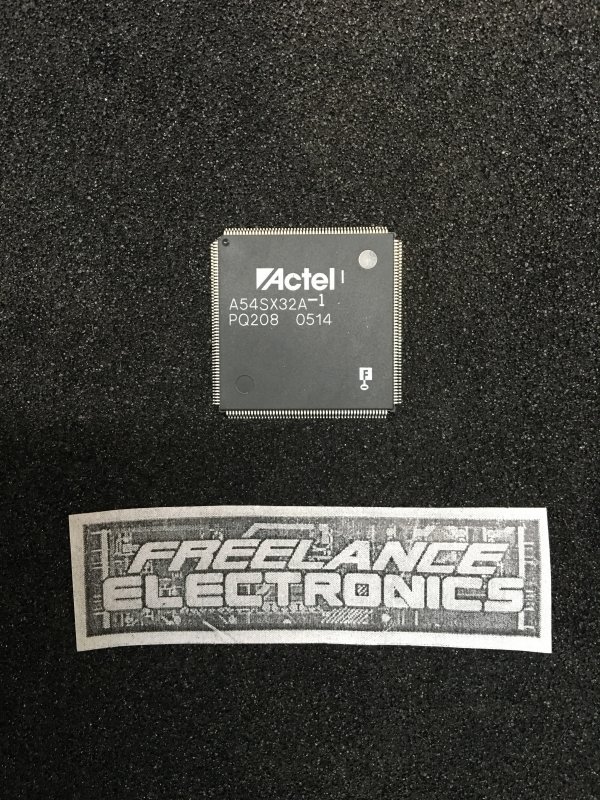 Actel
A54SX32A-1
PQ208 0514
F
FREELANCE
ELECTRONICS